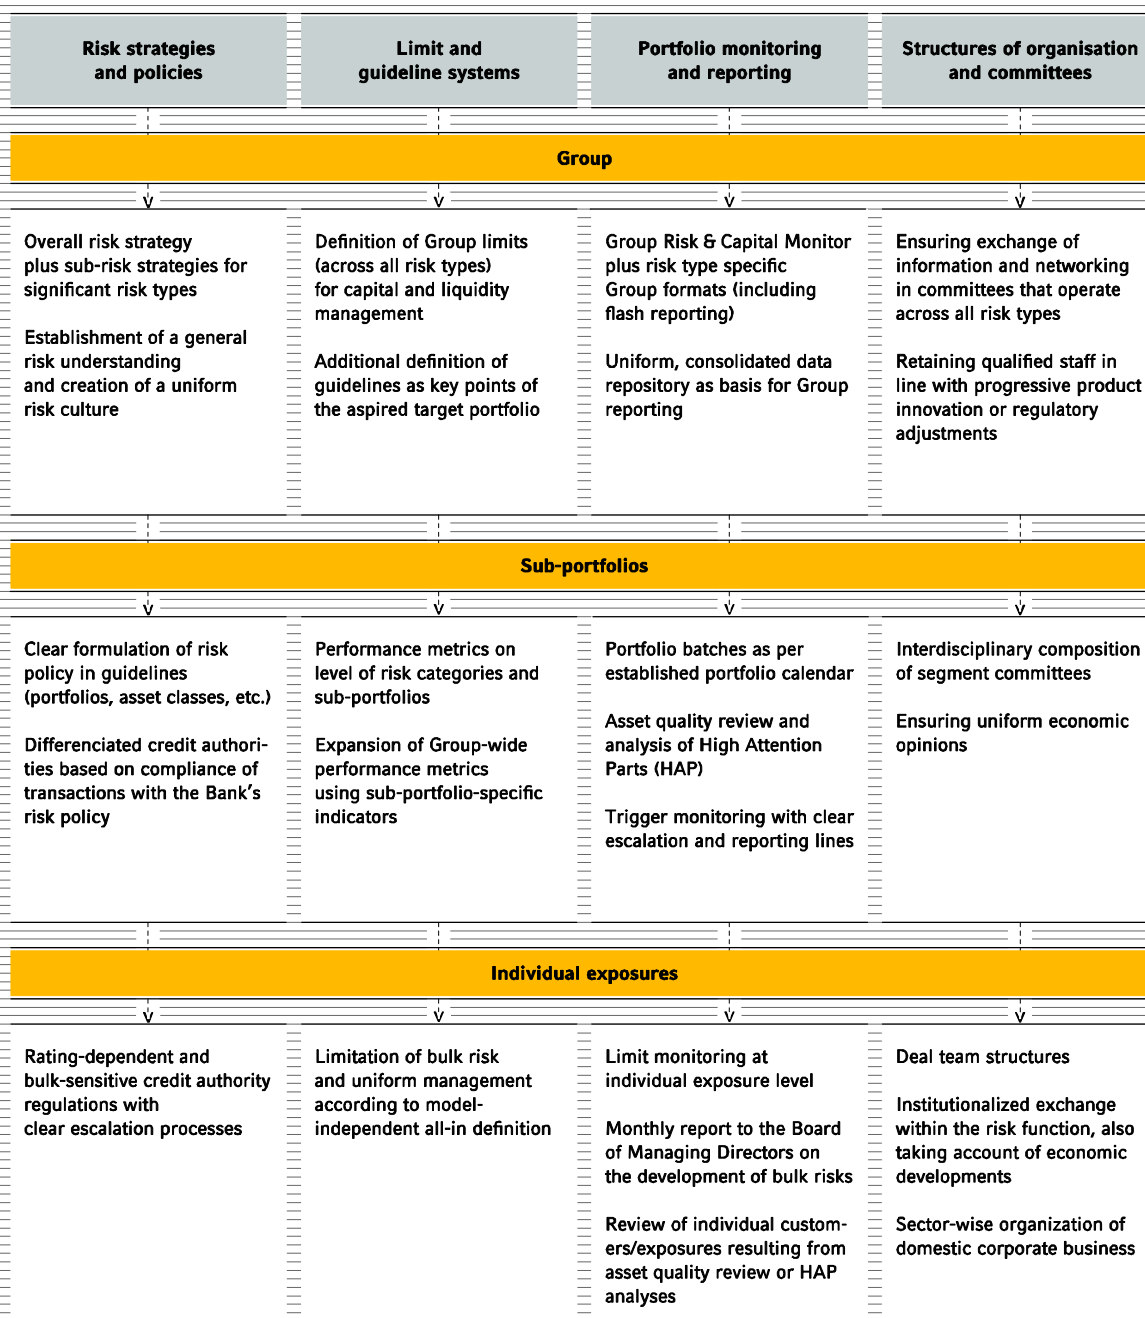 Risk strategies
and policies
Limit and
guideline systems
Portfolio monitoring
and reporting
Structures of organisation
and committees
Group
Overall risk strategy
plus sub-risk strategies for
significant risk types
Establishment of a general
risk understanding
and creation of a uniform
risk culture
Definition of Group limits
(across all risk types)
for capital and liquidity
management
Additional definition of
guidelines as key points of
the aspired target portfolio
Group Risk & Capital Monitor
plus risk type specific
Group formats (including
flash reporting)
Uniform, consolidated data
repository as basis for Group
reporting
Ensuring exchange of
information and networking
in committees that operate
across all risk types
Retaining qualified staff in
line with progressive product
innovation or regulatory
adjustments
Sub-portfolios
Clear formulation of risk
policy in guidelines
(portfolios, asset classes, etc.)
Differenciated credit authori-
ties based on compliance of
transactions with the Bank's
risk policy
Performance metrics on
level of risk categories and
sub-portfolios
Expansion of Group-wide
performance metrics
using sub-portfolio-specific
indicators
Portfolio batches as per
established portfolio calendar
Asset quality review and
analysis of High Attention
Parts (HAP)
Trigger monitoring with clear
escalation and reporting lines
Interdisciplinary composition
of segment committees
Ensuring uniform economic
opinions
Individual exposures
Rating-dependent and
bulk-sensitive credit authority
regulations with
clear escalation processes
Limitation of bulk risk
and uniform management
according to model-
independent all-in definition
Limit monitoring at
individual exposure level
Monthly report to the Board
of Managing Directors on
the development of bulk risks
Review of individual custom-
ers/exposures resulting from
asset quality review or HAP
analyses
Deal team structures
Institutionalized exchange
within the risk function, also
taking account of economic
developments
Sector-wise organization of
domestic corporate business